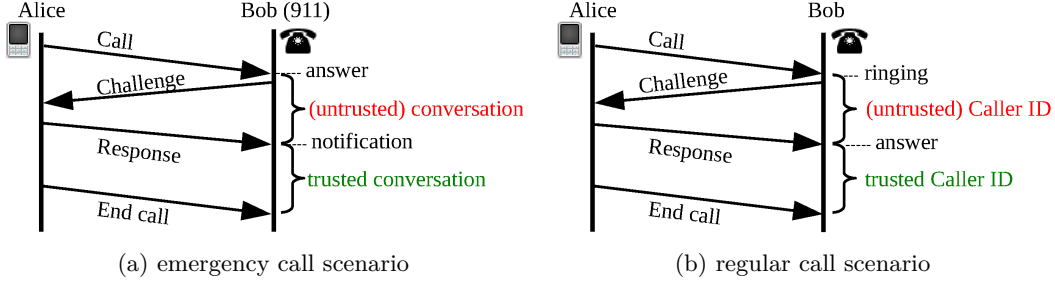 Alice
Bob (911)
Call
answer
Challenge
(untrusted) conversation
notification
Response
trusted conversation
End call
(a) emergency call scenario
Alice
Bob
Call
ringing
Challenge
(untrusted) Caller ID
answer
Response
trusted Caller ID
End call
(b) regular call scenario